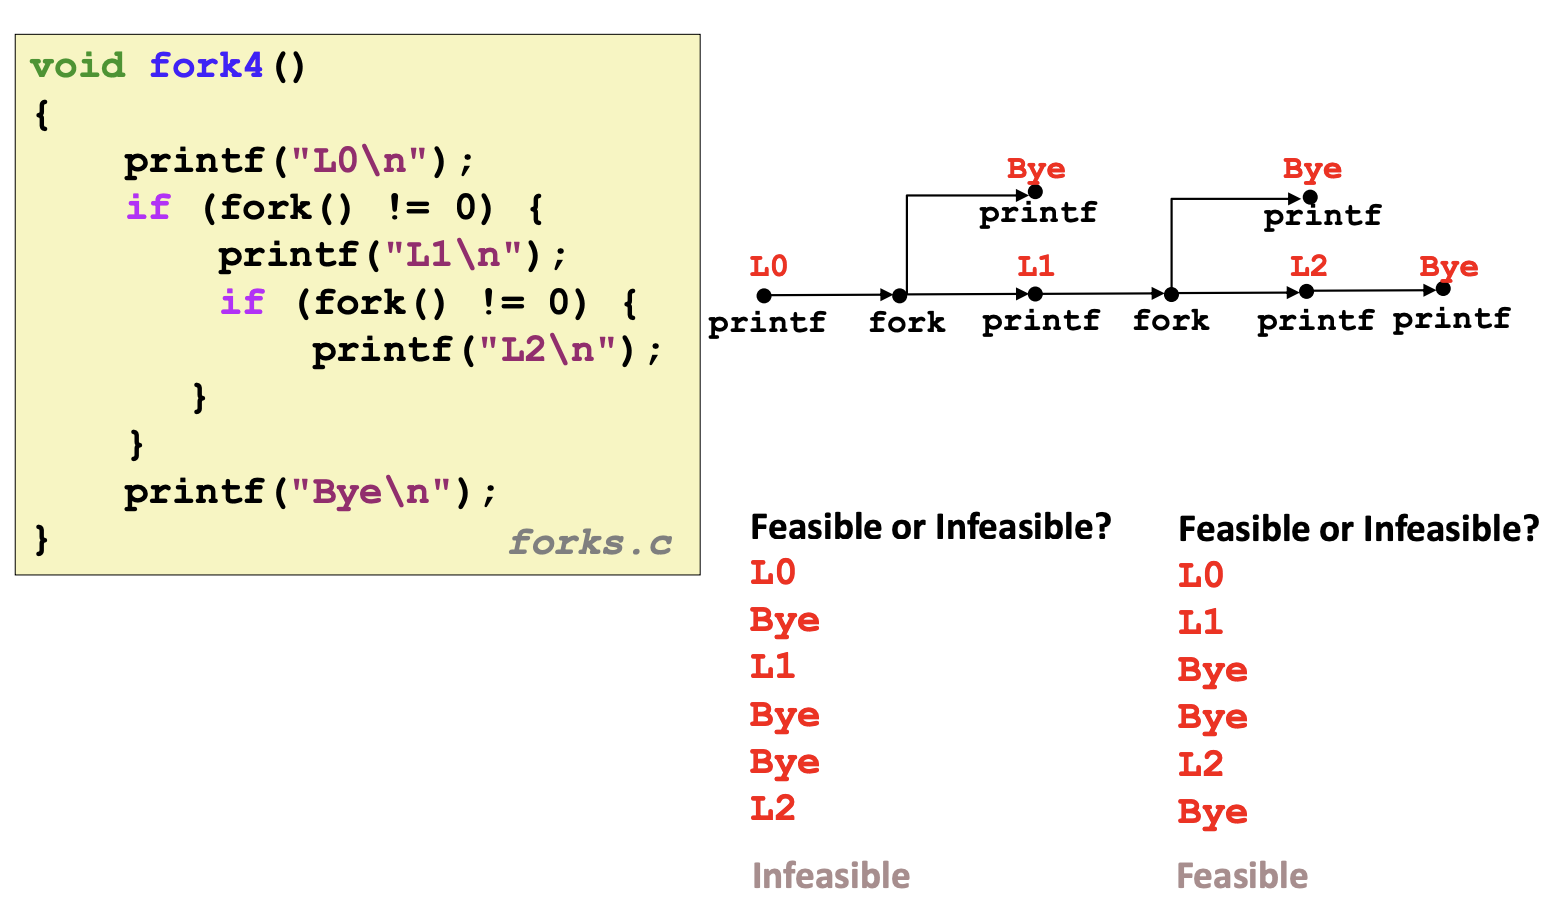 void fork4()
{
    printf("L0\n");
    if (fork() != 0) {
        printf("L1\n");
        if (fork() != 0) {
            printf("L2\n");
        }
    }
    printf("Bye\n");
}
forks.c
Bye Bye
printf printf
L0 L1 L2 Bye
printf fork printf fork printf printf
Feasible or Infeasible?
L0
Bye
L1
Bye
Bye
L2
Infeasible
Feasible or Infeasible?
L0
L1
Bye
Bye
L2
Bye
Feasible